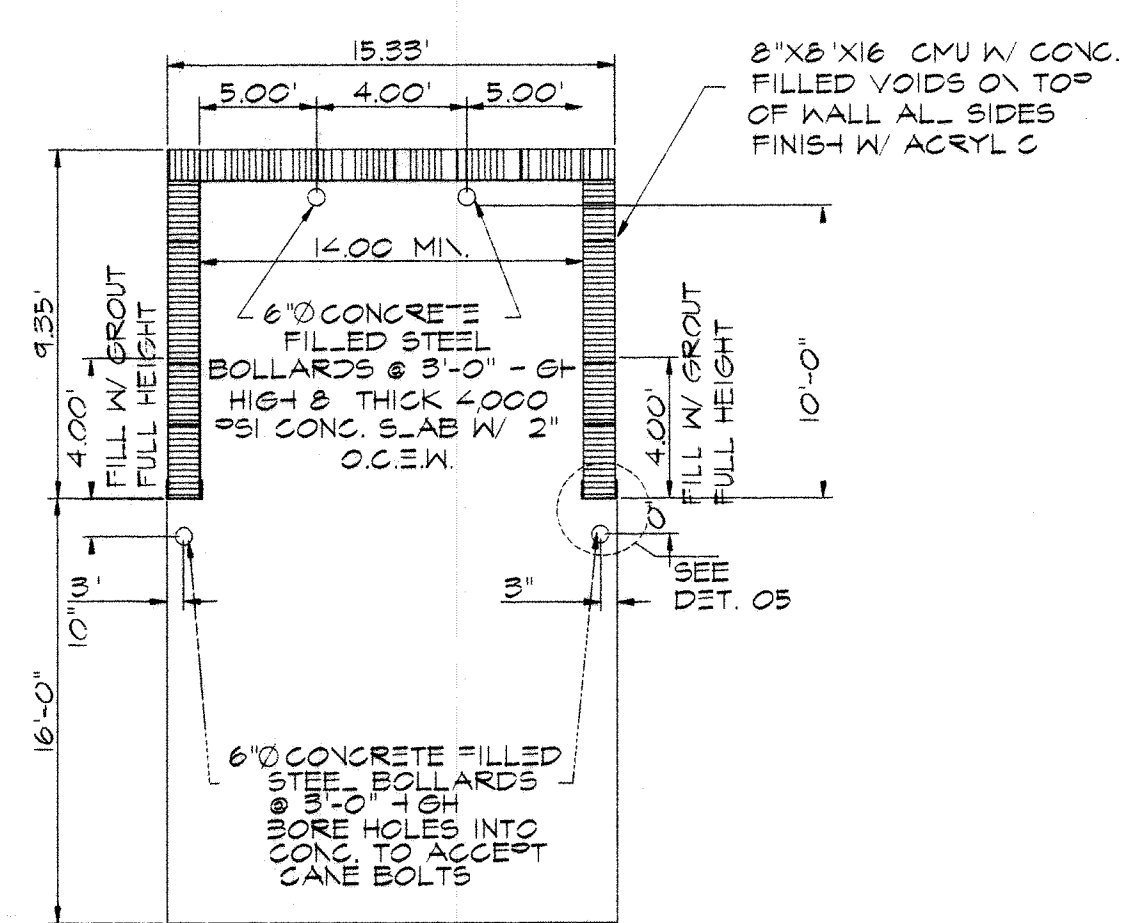 15.33'
5.00' 4.00' 5.00'
8"X8'X16 CMU W/ CONC.
FILLED VOIDS ON TOP
OF WALL ALL SIDES
FINISH W/ ACRYLIC
14.00 MIN.
9.35'
4.00'
FILL W/ GROUT
FULL HEIGHT
6"Ø CONCRETE
FILLED STEEL
BOLLARDS @ 3'-0" - GH
HIGH 8 THICK 4,000
PSI CONC. SLAB W/ 2"
O.C.E.W.
4.00'
FILL W/ GROUT
FULL HEIGHT
10'-0"
0"
SEE
DET. 05
3'
10"
3"
16'-0"
6"Ø CONCRETE FILLED
STEEL BOLLARDS
@ 3'-0" HIGH
BORE HOLES INTO
CONC. TO ACCEPT
CANE BOLTS